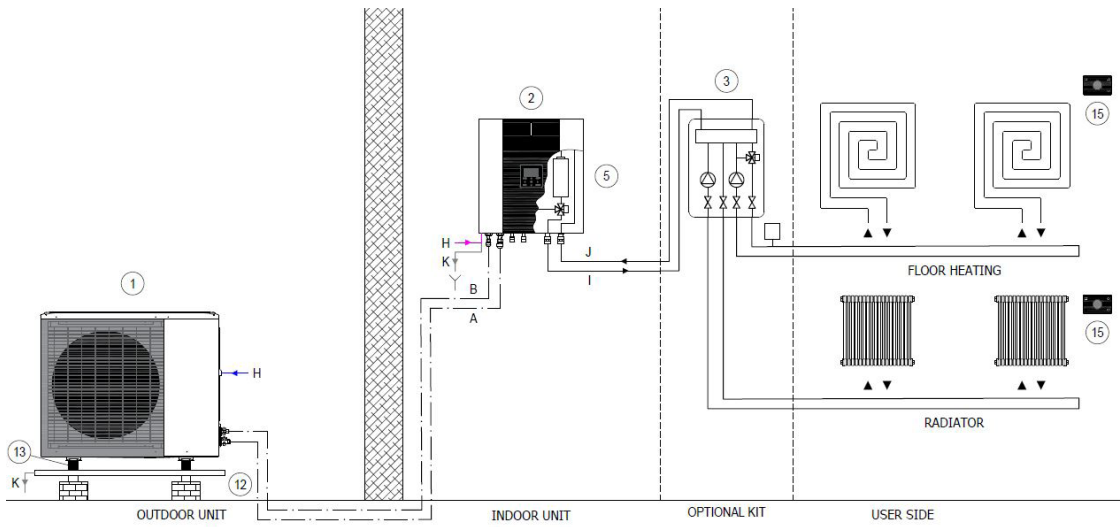 3
2
15
5
H
J
K
I
FLOOR HEATING
B
1
A
15
H
RADIATOR
13
K
12
OUTDOOR UNIT
INDOOR UNIT
OPTIONAL KIT
USER SIDE